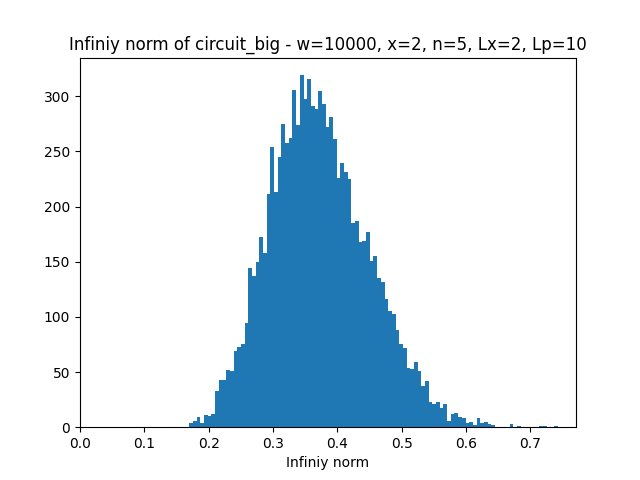 Infiniy norm of circuit_big - w=10000, x=2, n=5, Lx=2, Lp=10
300
250
200
150
100
50
0
0.0 0.1 0.2 0.3 0.4 0.5 0.6 0.7
Infiniy norm